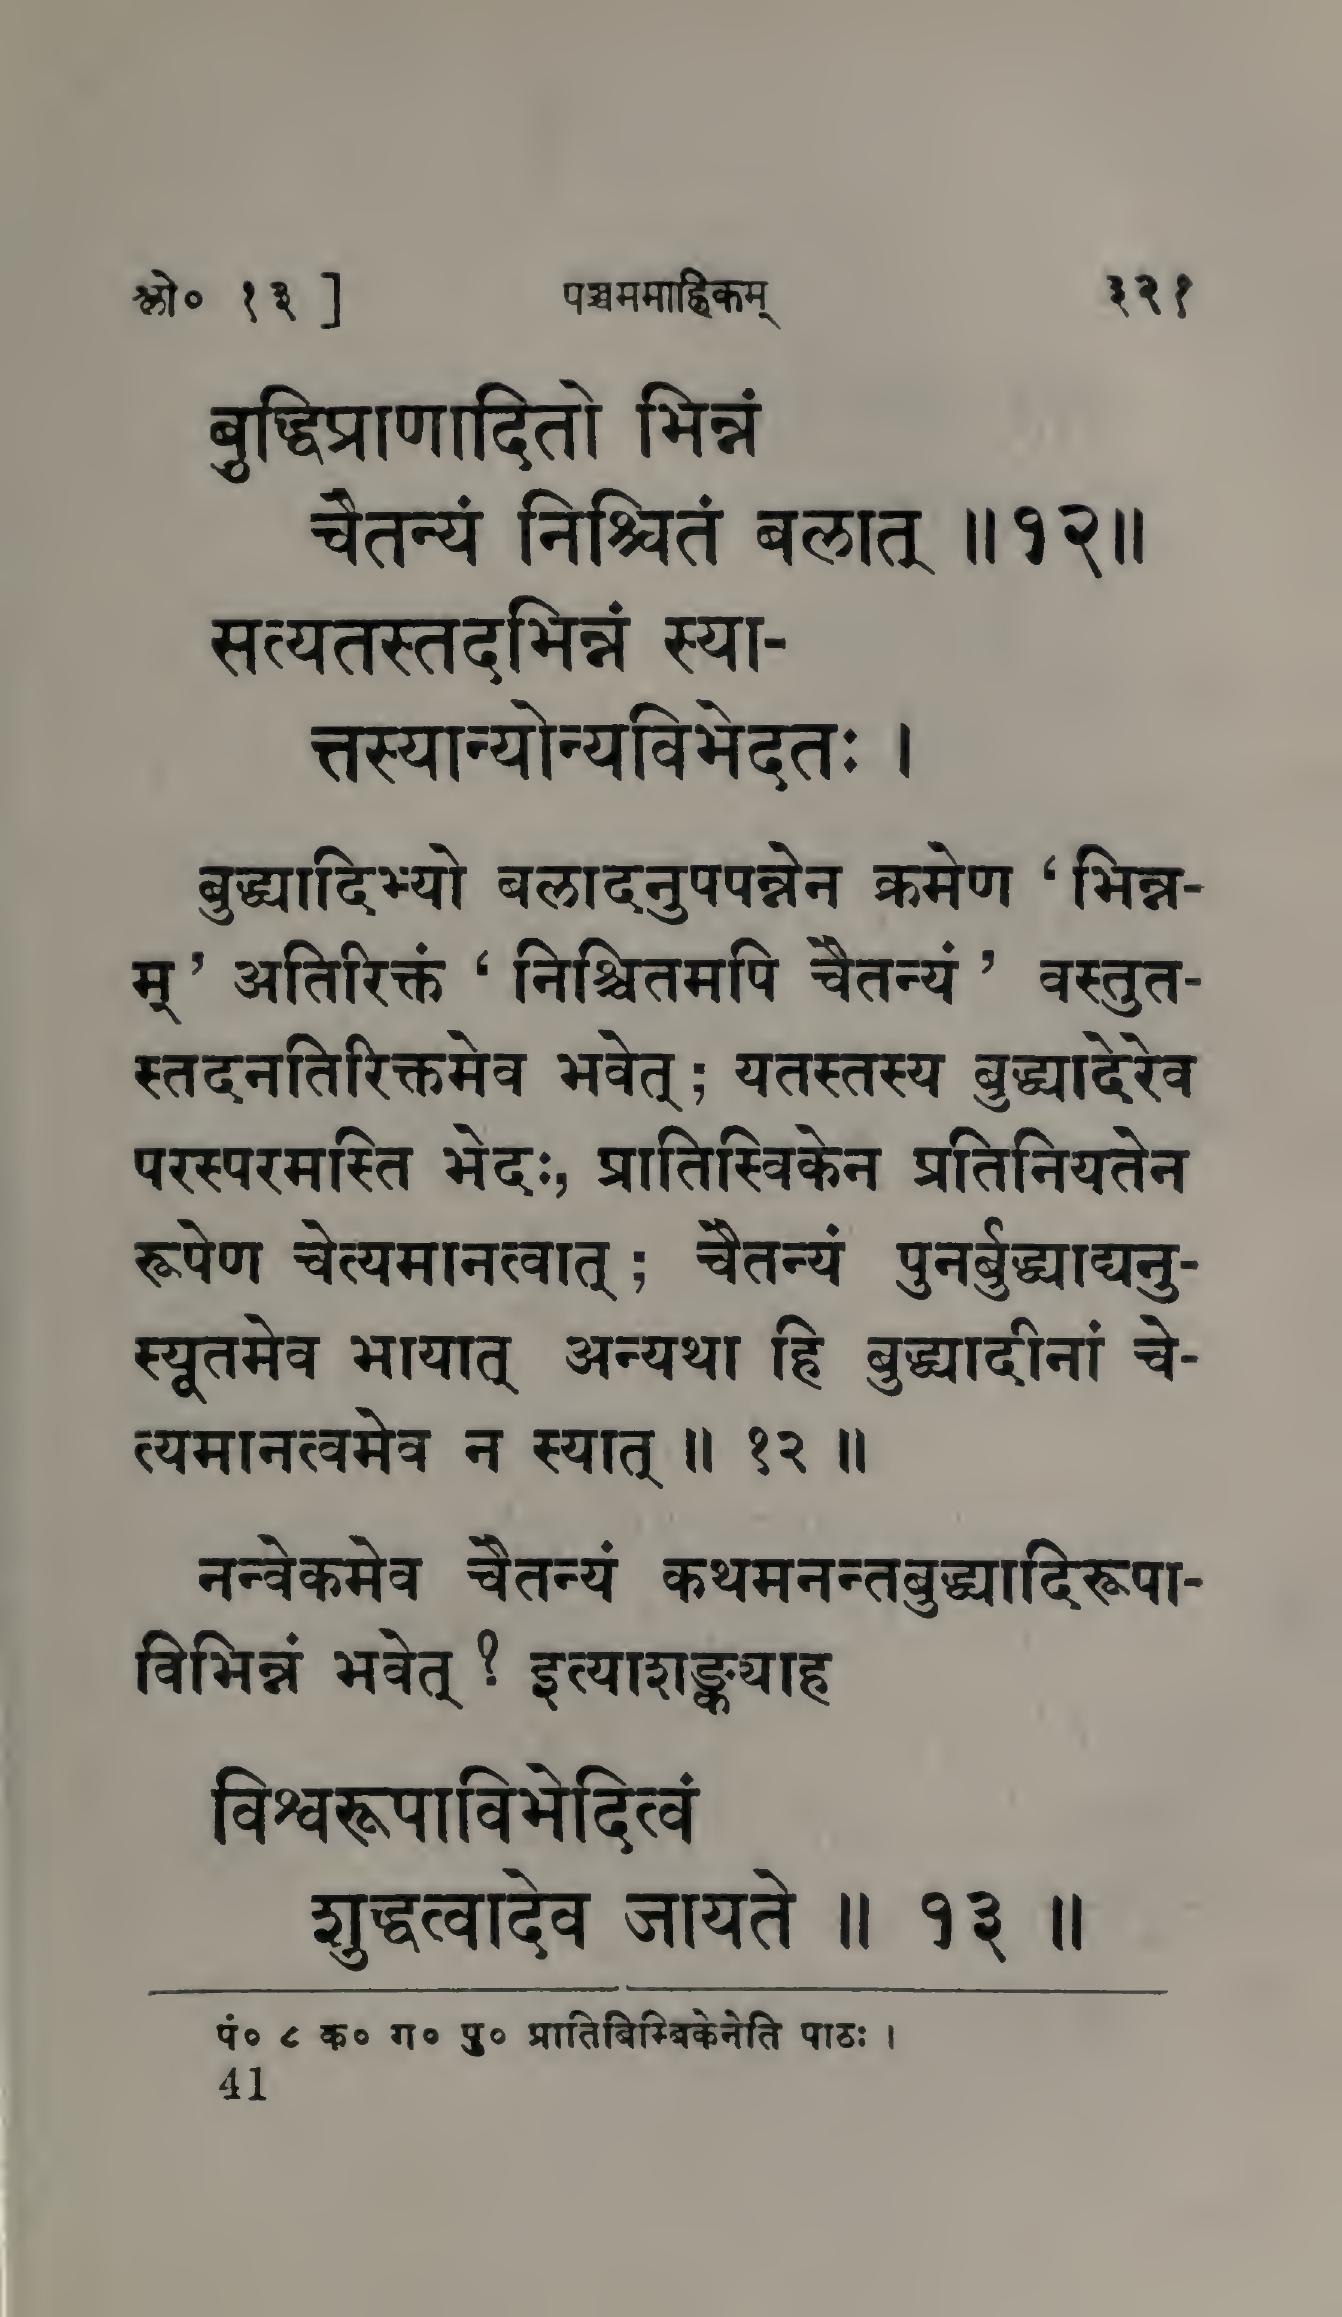 श्लो० १३ ] पञ्चममाह्निकम् ३२१
बुद्धिप्राणादितो भिन्नं
चैतन्यं निश्चितं बलात् ॥१२॥
सत्यतस्तदभिन्नं स्या-
त्तस्यान्योन्यविभेदतः ।
बुद्ध्यादिभ्यो बलादनुपपन्नेन क्रमेण ‘ भिन्न-
म् ’ अतिरिक्तं ‘ निश्चितमपि चैतन्यं ’ वस्तुत-
स्तदनतिरिक्तमेव भवेत् ; यतस्तस्य बुद्ध्यादेरेव
परस्परमस्ति भेदः, प्रातिस्विकेन प्रतिनियतेन
रूपेण चेत्यमानत्वात् ; चैतन्यं पुनर्बुद्ध्याद्यनु-
स्यूतमेव भायात् अन्यथा हि बुद्ध्यादीनां चे-
त्यमानत्वमेव न स्यात् ॥ १२ ॥
नन्वेकमेव चैतन्यं कथमनन्तबुद्ध्यादिरूपा-
विभिन्नं भवेत् ? इत्याशङ्क्याह
विश्वरूपाविभेदित्वं
शुद्धत्वादेव जायते ॥ १३ ॥
पं० ८ क० ग० पु० प्रातिबिम्बिकेनेति पाठः ।
41